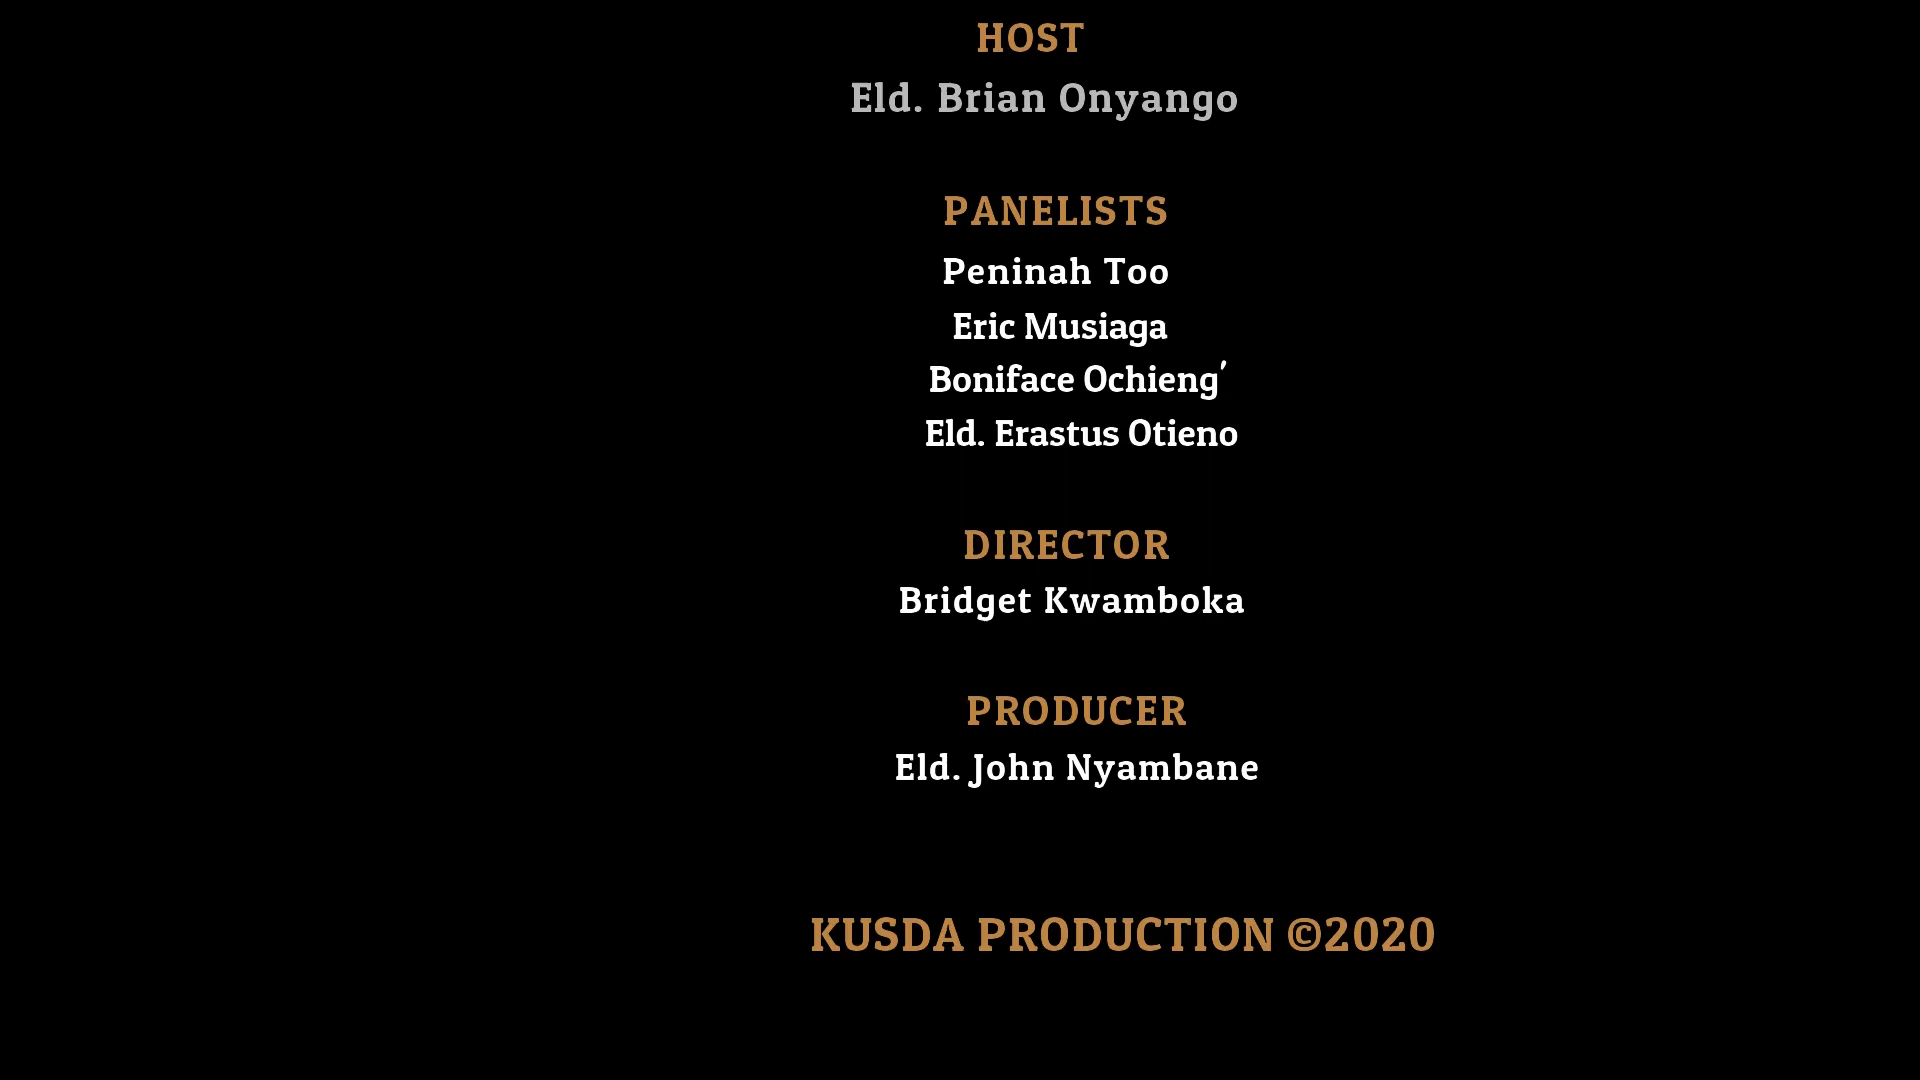 HOST
Eld. Brian Onyango
PANELISTS
Peninah Too
Eric Musiaga
Boniface Ochieng'
Eld. Erastus Otieno
DIRECTOR
Bridget Kwamboka
PRODUCER
Eld. John Nyambane
KUSDA PRODUCTION ©2020